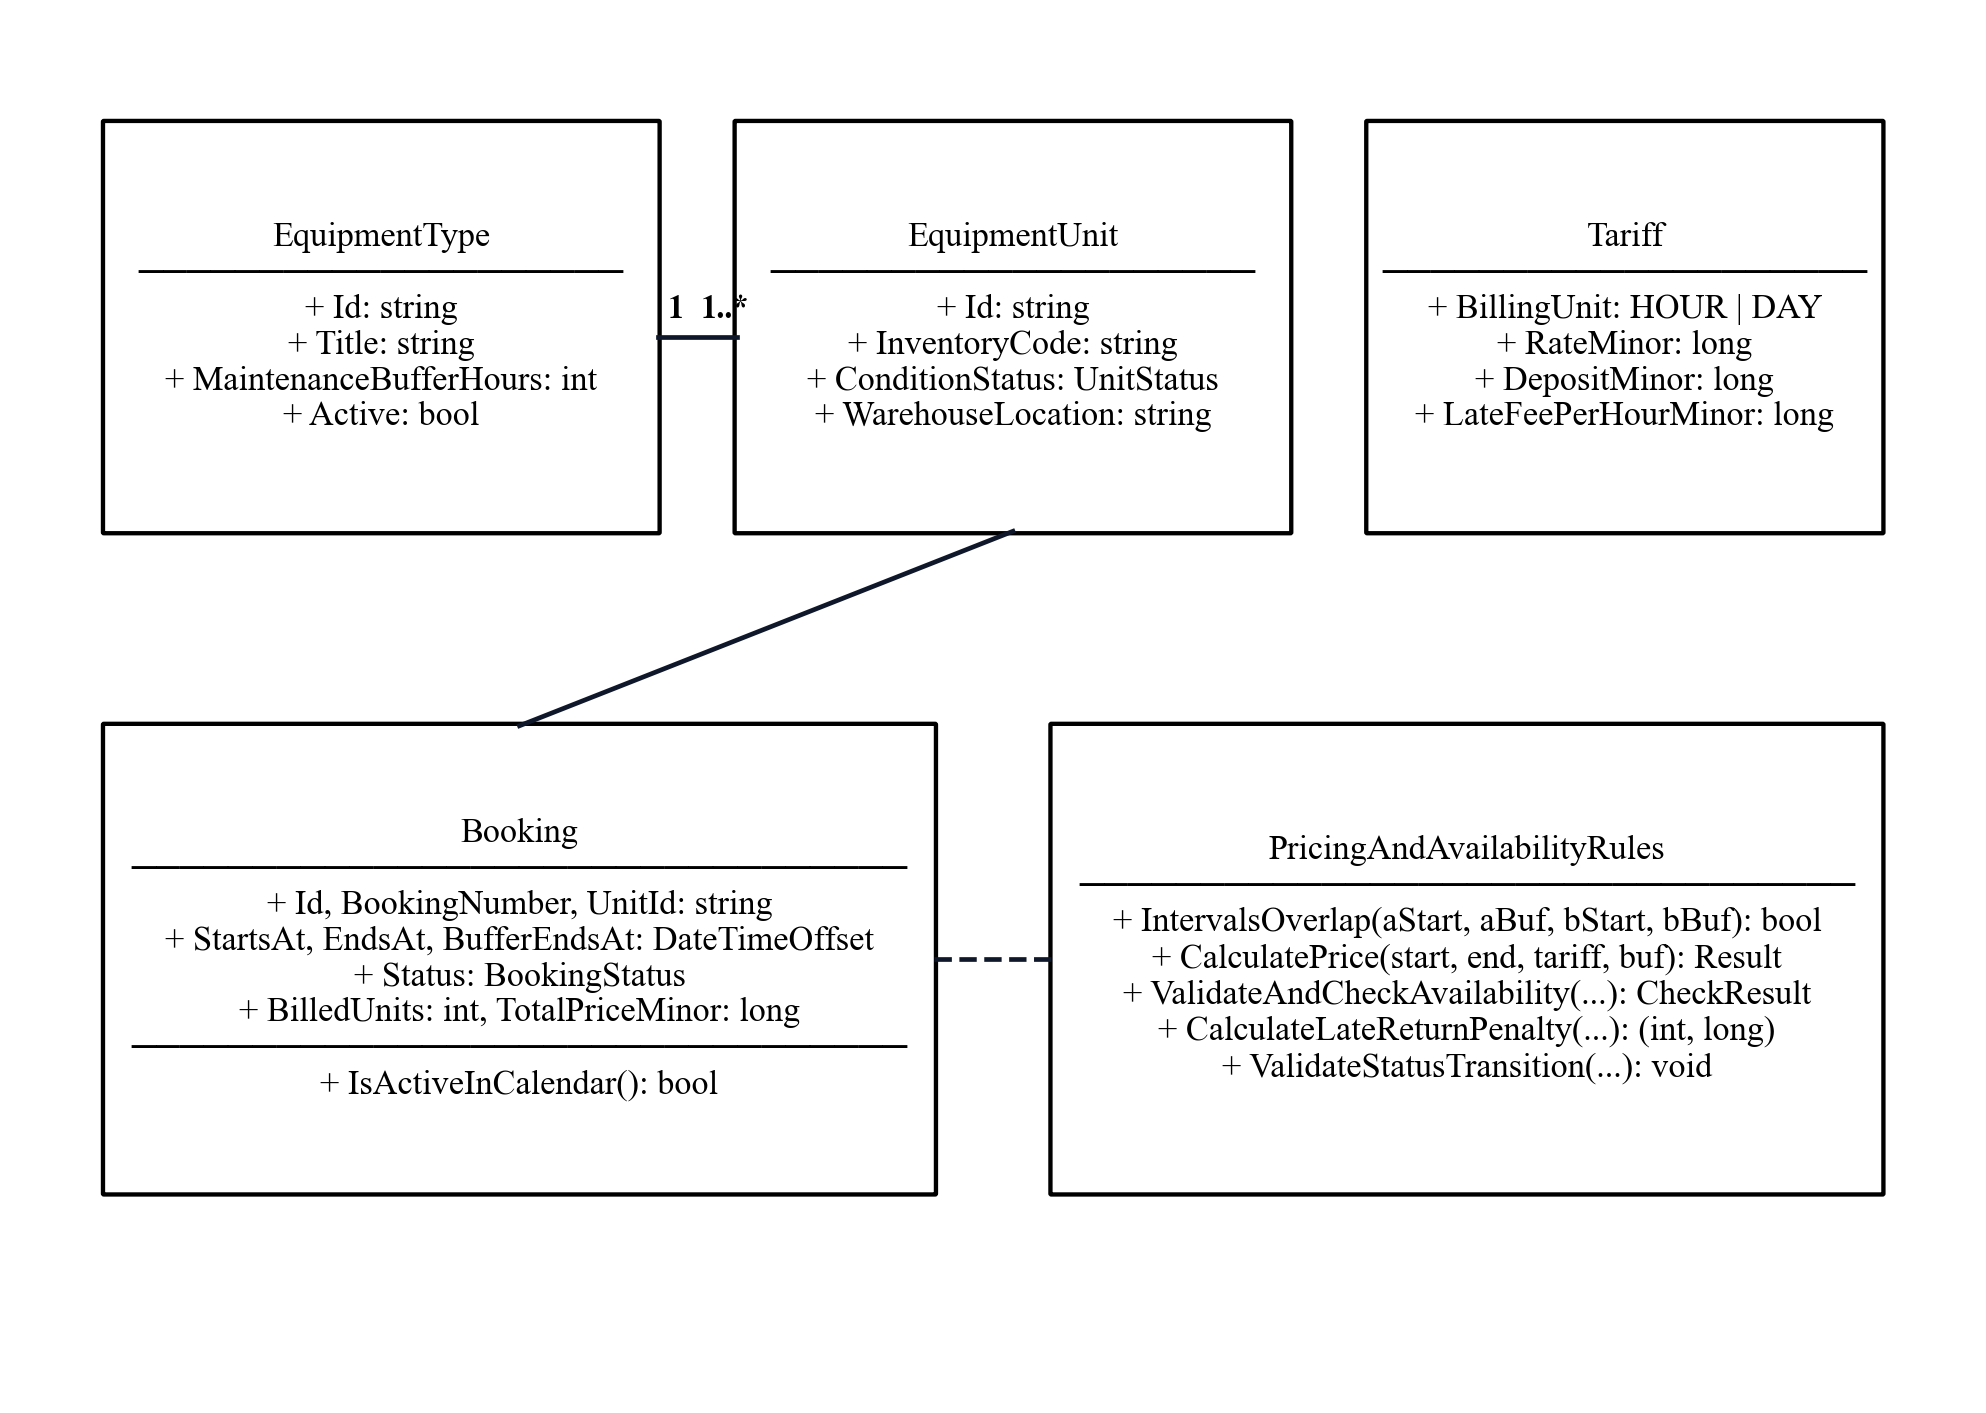 EquipmentType
+ Id: string
+ Title: string
+ MaintenanceBufferHours: int
+ Active: bool
1 1..*
EquipmentUnit
+ Id: string
+ InventoryCode: string
+ ConditionStatus: UnitStatus
+ WarehouseLocation: string
Tariff
+ BillingUnit: HOUR | DAY
+ RateMinor: long
+ DepositMinor: long
+ LateFeePerHourMinor: long
Booking
+ Id, BookingNumber, UnitId: string
+ StartsAt, EndsAt, BufferEndsAt: DateTimeOffset
+ Status: BookingStatus
+ BilledUnits: int, TotalPriceMinor: long
+ IsActiveInCalendar(): bool
PricingAndAvailabilityRules
+ IntervalsOverlap(aStart, aBuf, bStart, bBuf): bool
+ CalculatePrice(start, end, tariff, buf): Result
+ ValidateAndCheckAvailability(...): CheckResult
+ CalculateLateReturnPenalty(...): (int, long)
+ ValidateStatusTransition(...): void